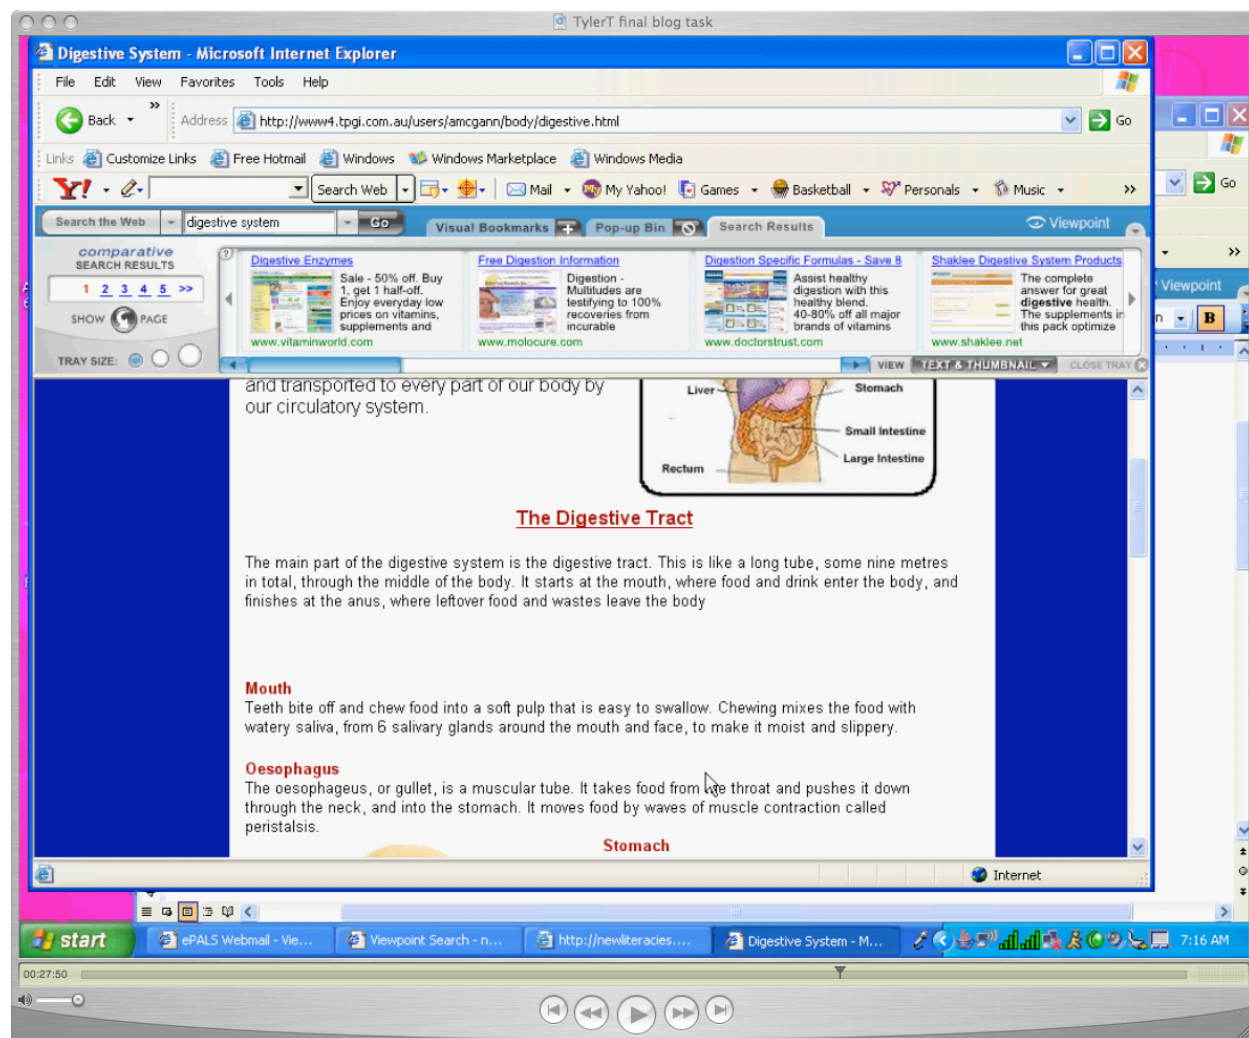 TylerT final blog task
Digestive System - Microsoft Internet Explorer
File Edit View Favorites Tools Help
Back Address http://www4.tpgi.com.au/users/amcgann/body/digestive.html Go
Go
Links Customize Links Free Hotmail Windows Windows Marketplace Windows Media
Y! Search Web Mail My Yahoo! Games Basketball Personals Music
Search the Web digestive system Go Visual Bookmarks Pop-up Bin Search Results Viewpoint
comparative
SEARCH RESULTS
1 2 3 4 5 >>
SHOW PAGE
TRAY SIZE:
Digestive Enzymes
Sale - 50% off. Buy
1, get 1 half-off.
Enjoy everyday low
prices on vitamins,
supplements and
www.vitaminworld.com
Free Digestion Information
Digestion -
Multitudes are
testifying to 100%
recoveries from
incurable
www.molocure.com
Digestion Specific Formulas - Save 8
Assist healthy
digestion with this
healthy blend.
40-80% off all major
brands of vitamins
www.doctorstrust.com
Shaklee Digestive System Products
The complete
answer for great
digestive health.
The supplements in
this pack optimize
www.shaklee.net
Viewpoint
B
VIEW TEXT & THUMBNAIL CLOSE TRAY
and transported to every part of our body by
our circulatory system.
Liver
Stomach
Small Intestine
Large Intestine
Rectum
The Digestive Tract
The main part of the digestive system is the digestive tract. This is like a long tube, some nine metres
in total, through the middle of the body. It starts at the mouth, where food and drink enter the body, and
finishes at the anus, where leftover food and wastes leave the body
Mouth
Teeth bite off and chew food into a soft pulp that is easy to swallow. Chewing mixes the food with
watery saliva, from 6 salivary glands around the mouth and face, to make it moist and slippery.
Oesophagus
The oesophageus, or gullet, is a muscular tube. It takes food from the throat and pushes it down
through the neck, and into the stomach. It moves food by waves of muscle contraction called
peristalsis.
Stomach
Internet
start ePALS Webmail - Vie... Viewpoint Search - n... http://newliteracies.... Digestive System - M... 7:16 AM
00:27:50